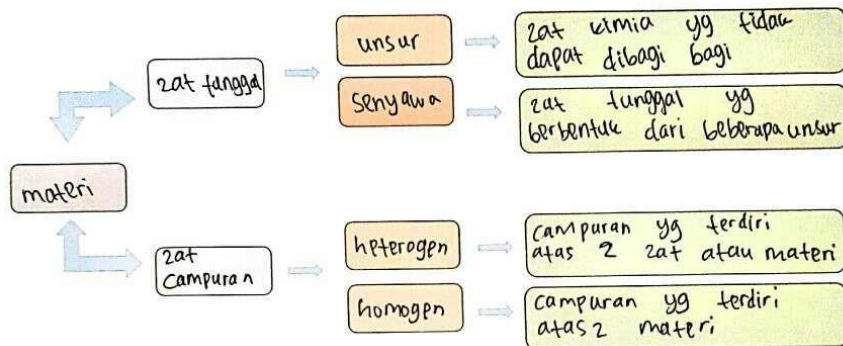 unsur
zat kimia yg tidak
dapat dibagi bagi
zat tunggal
senyawa
zat tunggal yg
berbentuk dari beberapa unsur
materi
heterogen
campuran yg terdiri
atas 2 zat atau materi
zat
campuran
homogen
campuran yg terdiri
atas 2 materi